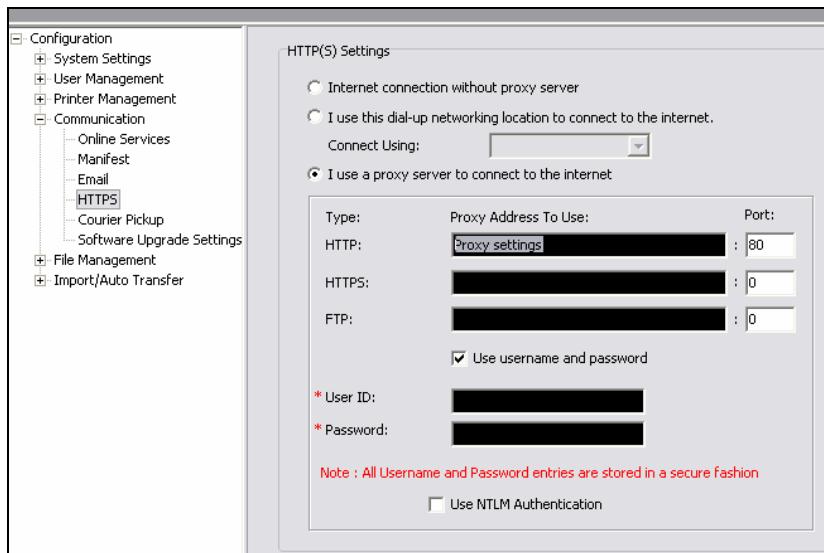 Configuration
System Settings
User Management
Printer Management
Communication
Online Services
Manifest
Email
HTTPS
Courier Pickup
Software Upgrade Settings
File Management
Import/Auto Transfer
HTTP(S) Settings
Internet connection without proxy server
I use this dial-up networking location to connect to the internet.
Connect Using:
I use a proxy server to connect to the internet
Type: Proxy Address To Use: Port:
HTTP: Proxy settings : 80
HTTPS: : 0
FTP: : 0
Use username and password
* User ID:
* Password:
Note : All Username and Password entries are stored in a secure fashion
Use NTLM Authentication